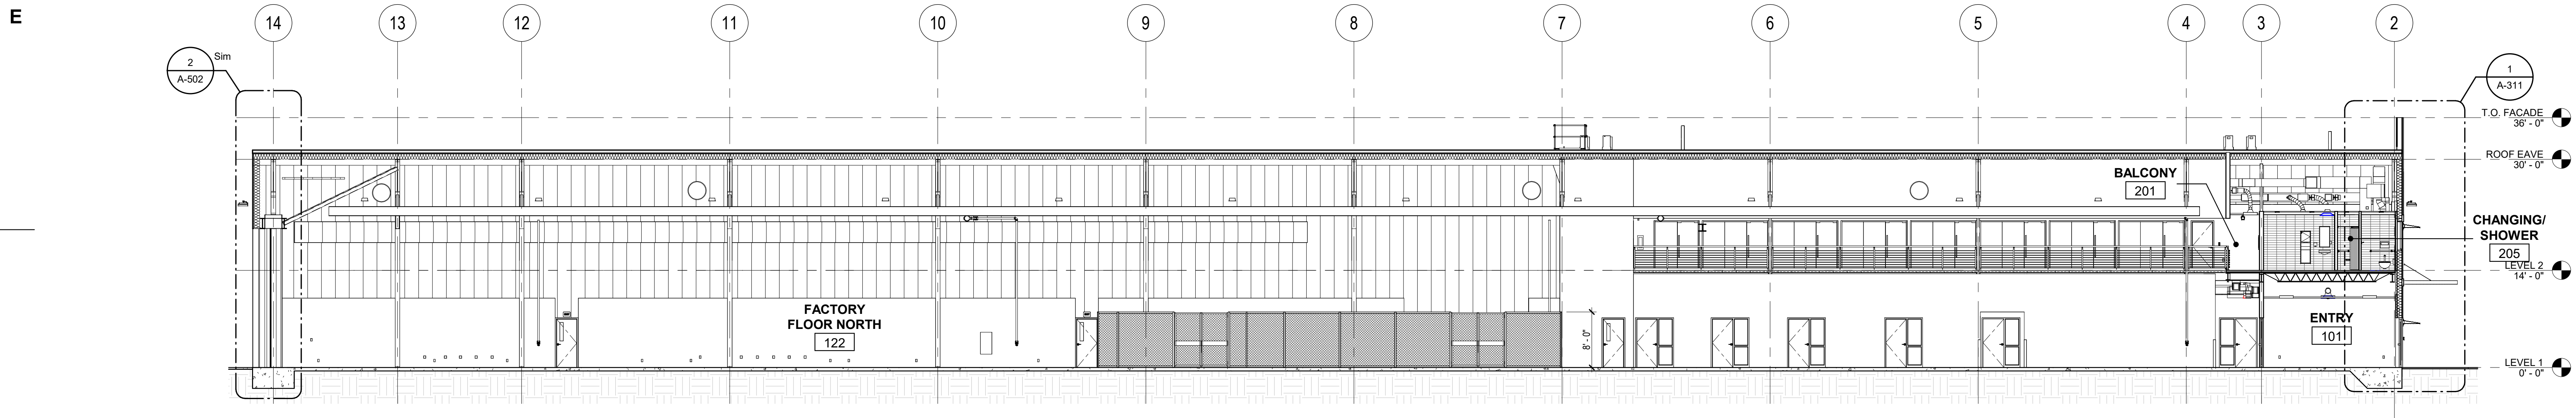 E
14
13
12
11
10
9
8
7
6
5
4
3
2
2
Sim
A-502
1
A-311
T.O. FACADE
36' - 0"
ROOF EAVE
30' - 0"
BALCONY
201
CHANGING/
SHOWER
205
LEVEL 2
14' - 0"
FACTORY
FLOOR NORTH
122
8' - 0"
ENTRY
101
LEVEL 1
0' - 0"